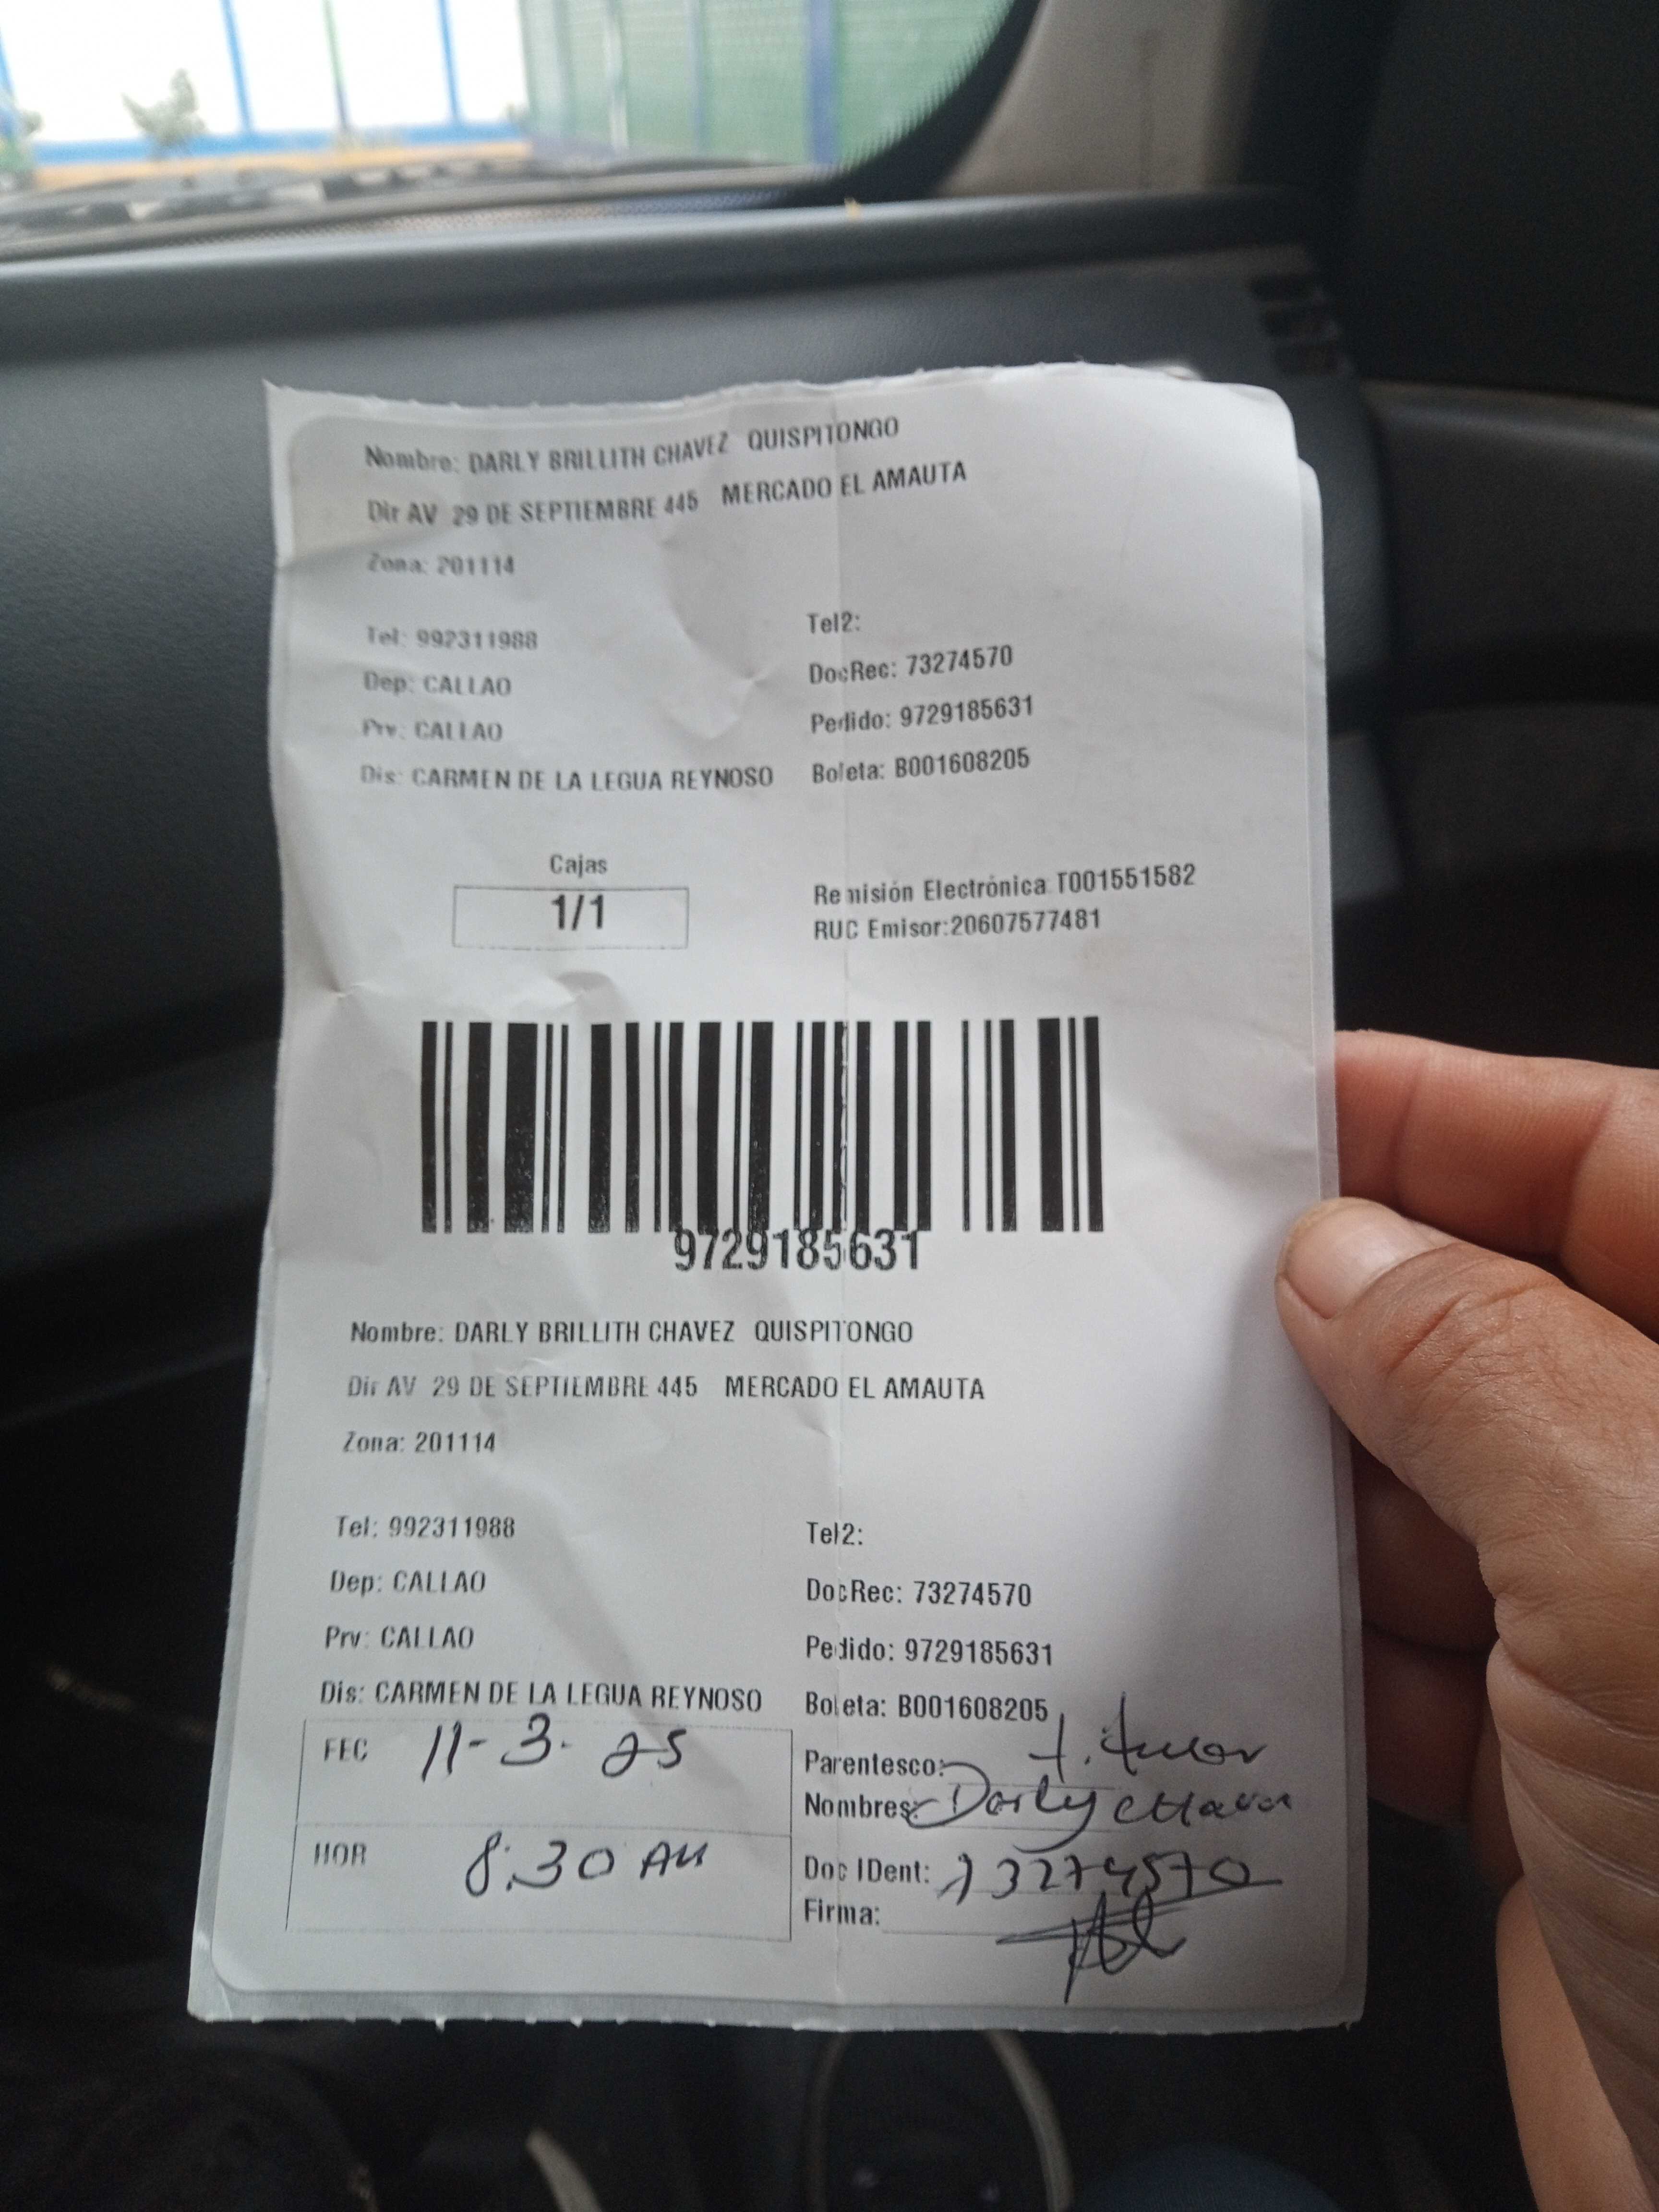 Nombre: DARLY BRILLITH CHAVEZ QUISPITONGO
Dir AV 29 DE SEPTIEMBRE 445 MERCADO EL AMAUTA
Zona: 201114
Tel: 992311988 Tel2:
Dep: CALLAO DocRec: 73274570
Prv: CALLAO Pedido: 9729185631
Dis: CARMEN DE LA LEGUA REYNOSO Boleta: B001608205
Cajas
1/1
Remisión Electrónica T001551582
RUC Emisor:20607577481
9729185631
Nombre: DARLY BRILLITH CHAVEZ QUISPITONGO
Dir AV 29 DE SEPTIEMBRE 445 MERCADO EL AMAUTA
Zona: 201114
Tel: 992311988 Tel2:
Dep: CALLAO DocRec: 73274570
Prv: CALLAO Pedido: 9729185631
Dis: CARMEN DE LA LEGUA REYNOSO Boleta: B001608205
FEC 11-3-25
Parentesco:
Nombres: Darly CHavez
HOR 8:30 AM
Doc IDent: 73274570
Firma: